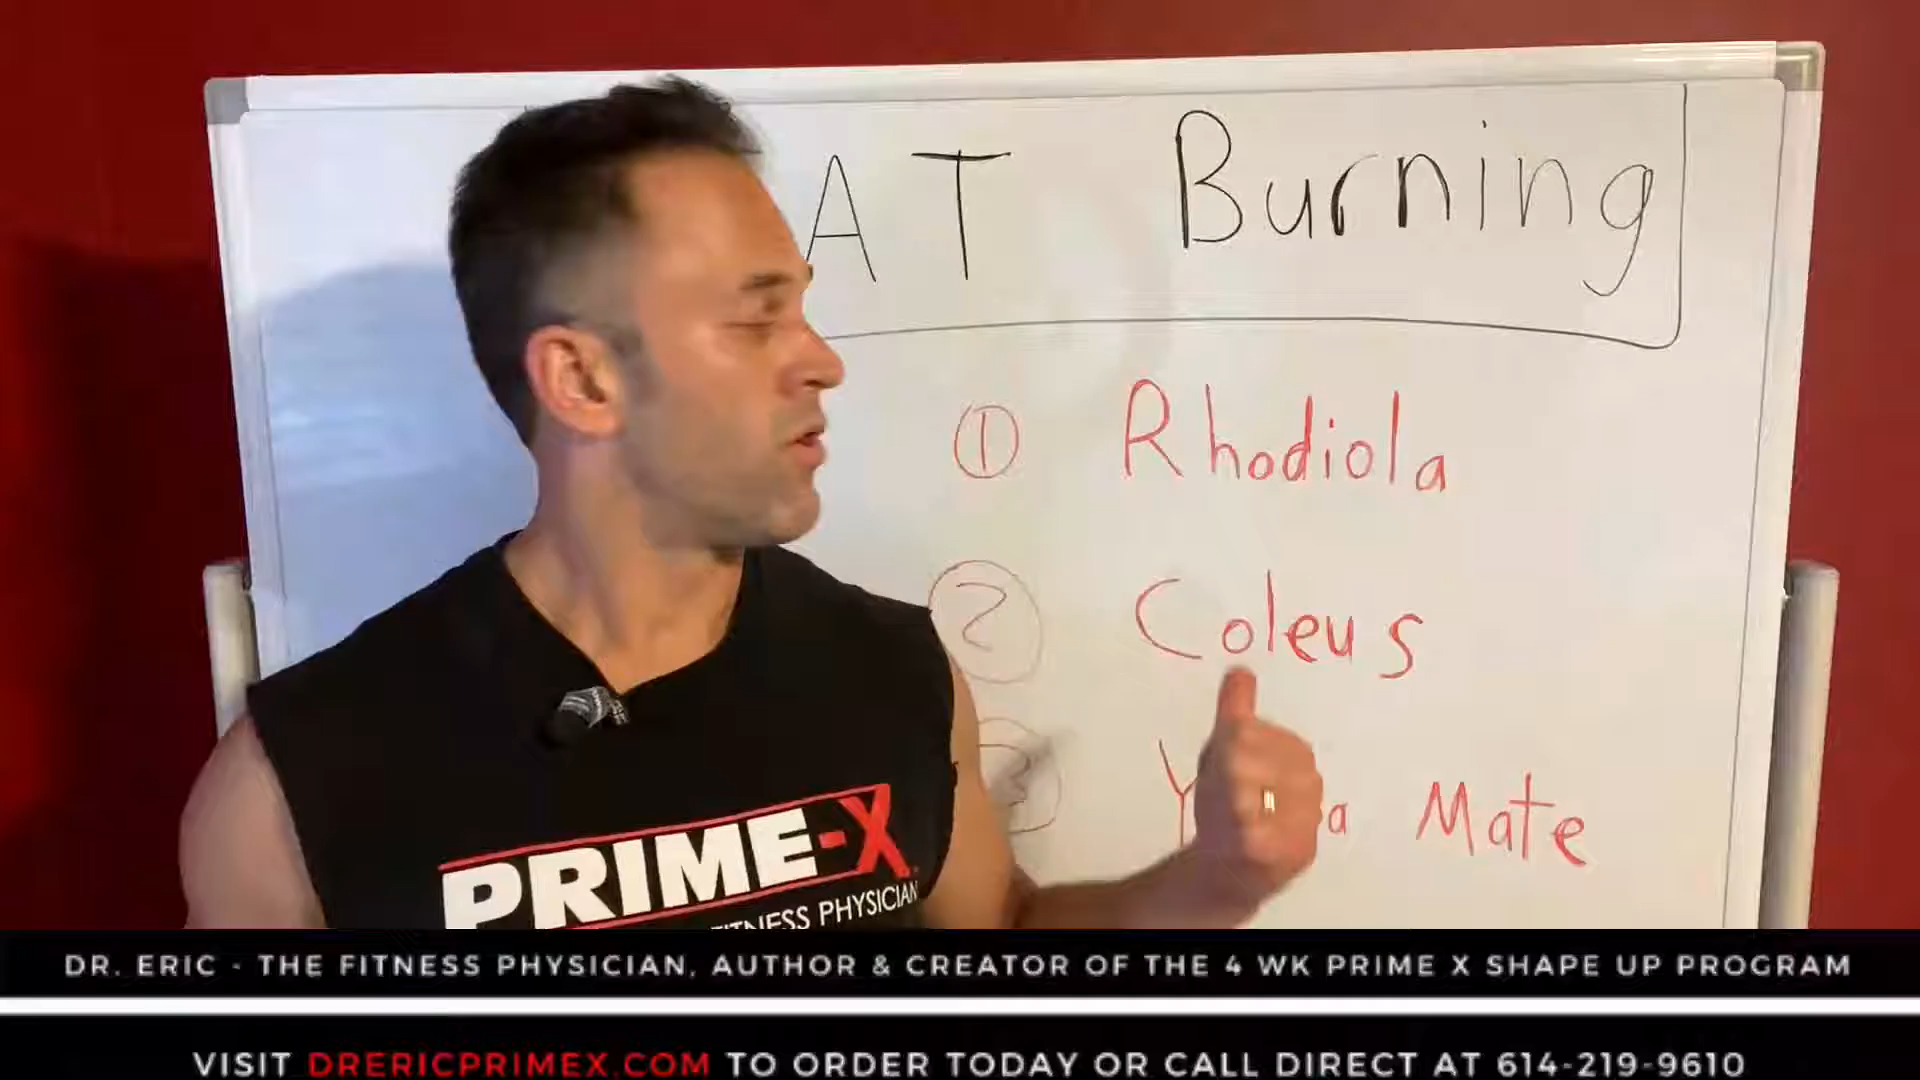 AT Burning
① Rhodiola
② Coleus
③ Mate
PRIME-X
FITNESS PHYSICIAN
DR. ERIC - THE FITNESS PHYSICIAN, AUTHOR & CREATOR OF THE 4 WK PRIME X SHAPE UP PROGRAM
VISIT DRERICPRIMEX.COM TO ORDER TODAY OR CALL DIRECT AT 614-219-9610